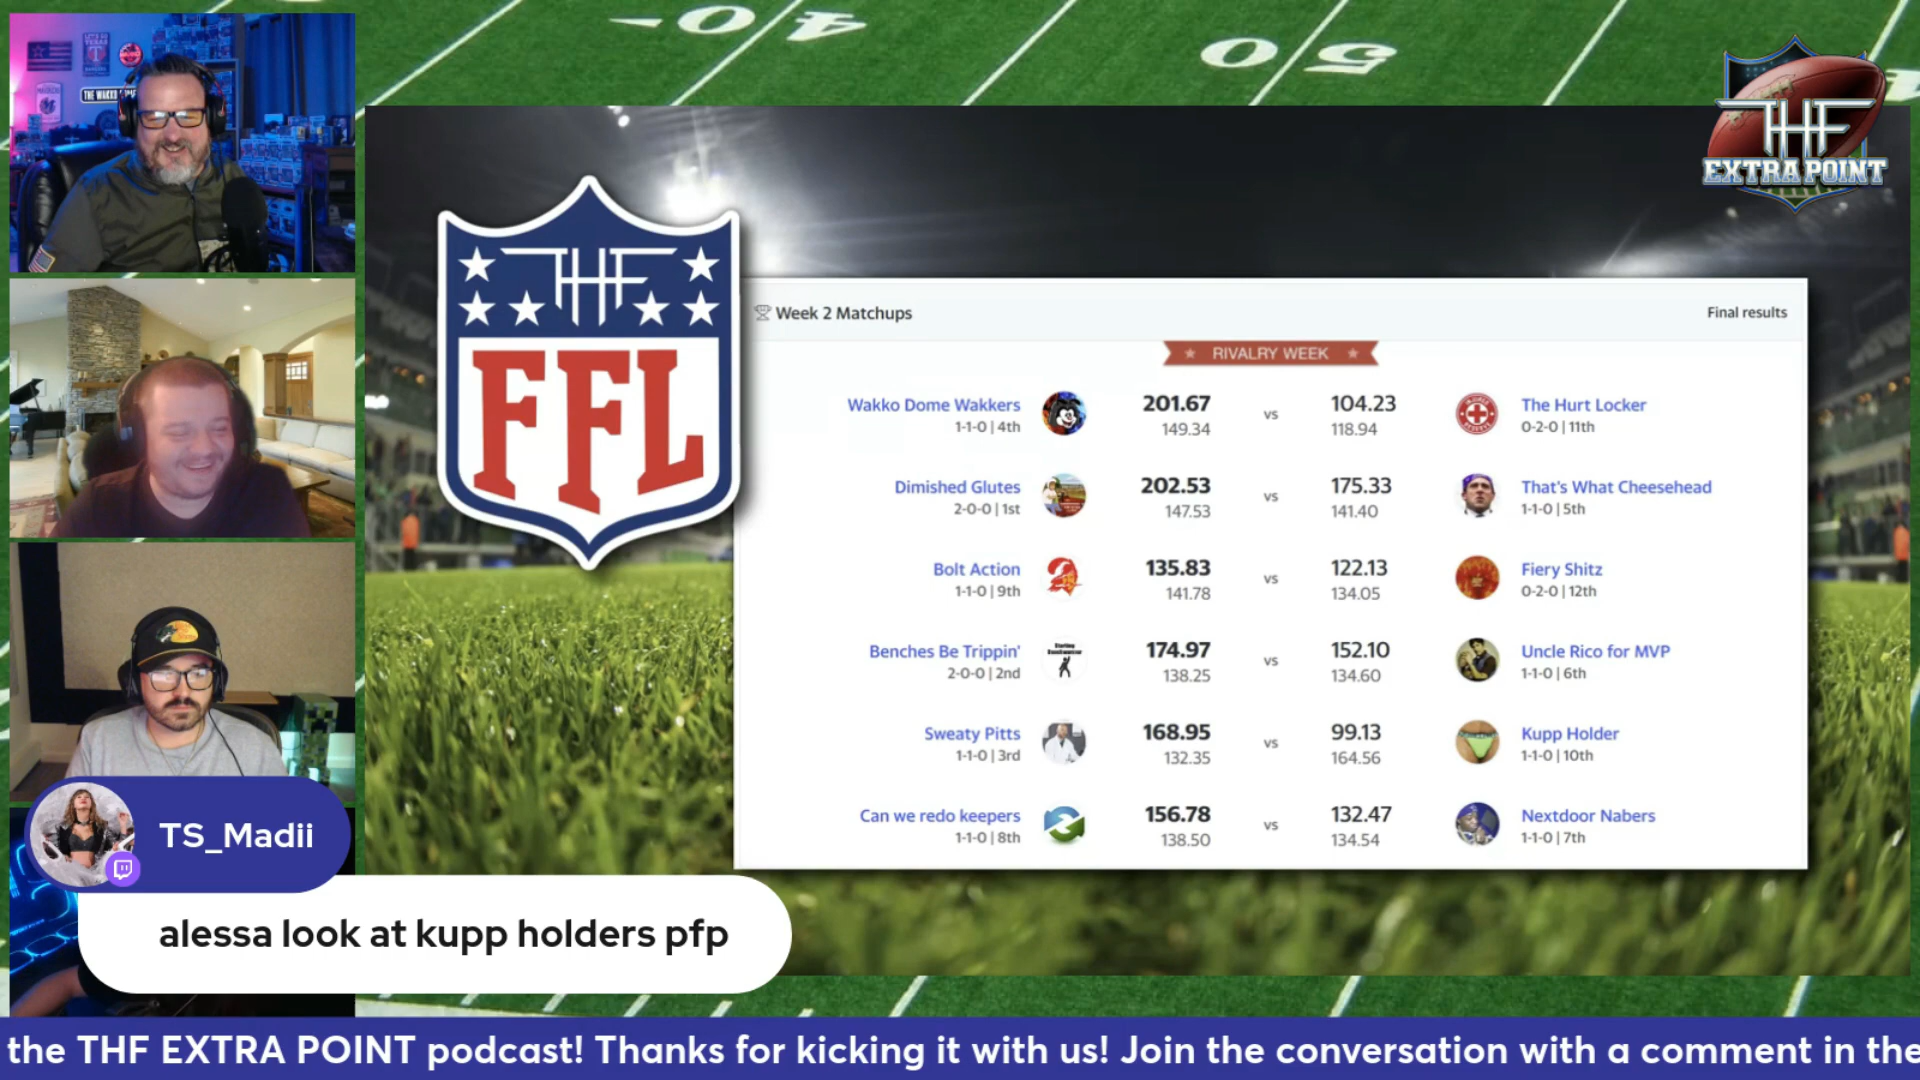 40
50
THF
EXTRA POINT
THE WAKKO
THF
FFL
Week 2 Matchups
Final results
RIVALRY WEEK
Wakko Dome Wakkers 201.67 vs 104.23 The Hurt Locker
1-1-0 | 4th 149.34 118.94 0-2-0 | 11th
Dimished Glutes 202.53 vs 175.33 That's What Cheesehead
2-0-0 | 1st 147.53 141.40 1-1-0 | 5th
Bolt Action 135.83 vs 122.13 Fiery Shitz
1-1-0 | 9th 141.78 134.05 0-2-0 | 12th
Benches Be Trippin' 174.97 vs 152.10 Uncle Rico for MVP
2-0-0 | 2nd 138.25 134.60 1-1-0 | 6th
Sweaty Pitts 168.95 vs 99.13 Kupp Holder
1-1-0 | 3rd 132.35 164.56 1-1-0 | 10th
Can we redo keepers 156.78 vs 132.47 Nextdoor Nabers
1-1-0 | 8th 138.50 134.54 1-1-0 | 7th
TS_Madii
alessa look at kupp holders pfp
the THF EXTRA POINT podcast! Thanks for kicking it with us! Join the conversation with a comment in the